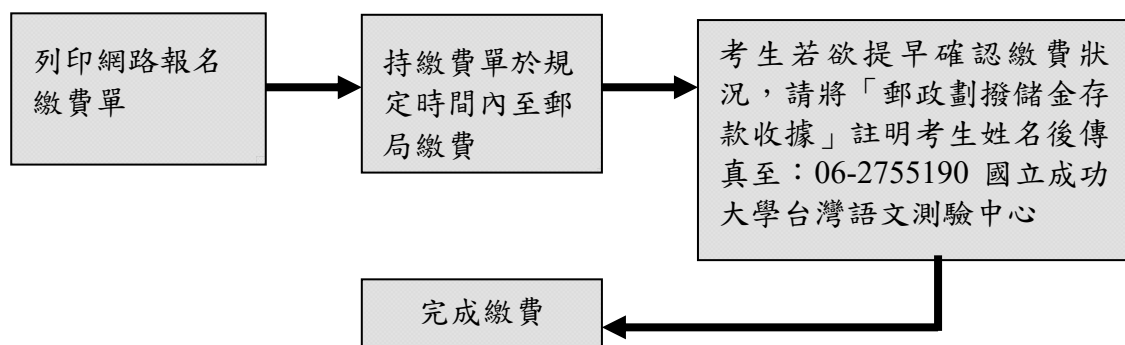 列印網路報名
繳費單
持繳費單於規
定時間內至郵
局繳費
考生若欲提早確認繳費狀
況，請將「郵政劃撥儲金存
款收據」註明考生姓名後傳
真至：06-2755190 國立成功
大學台灣語文測驗中心
完成繳費